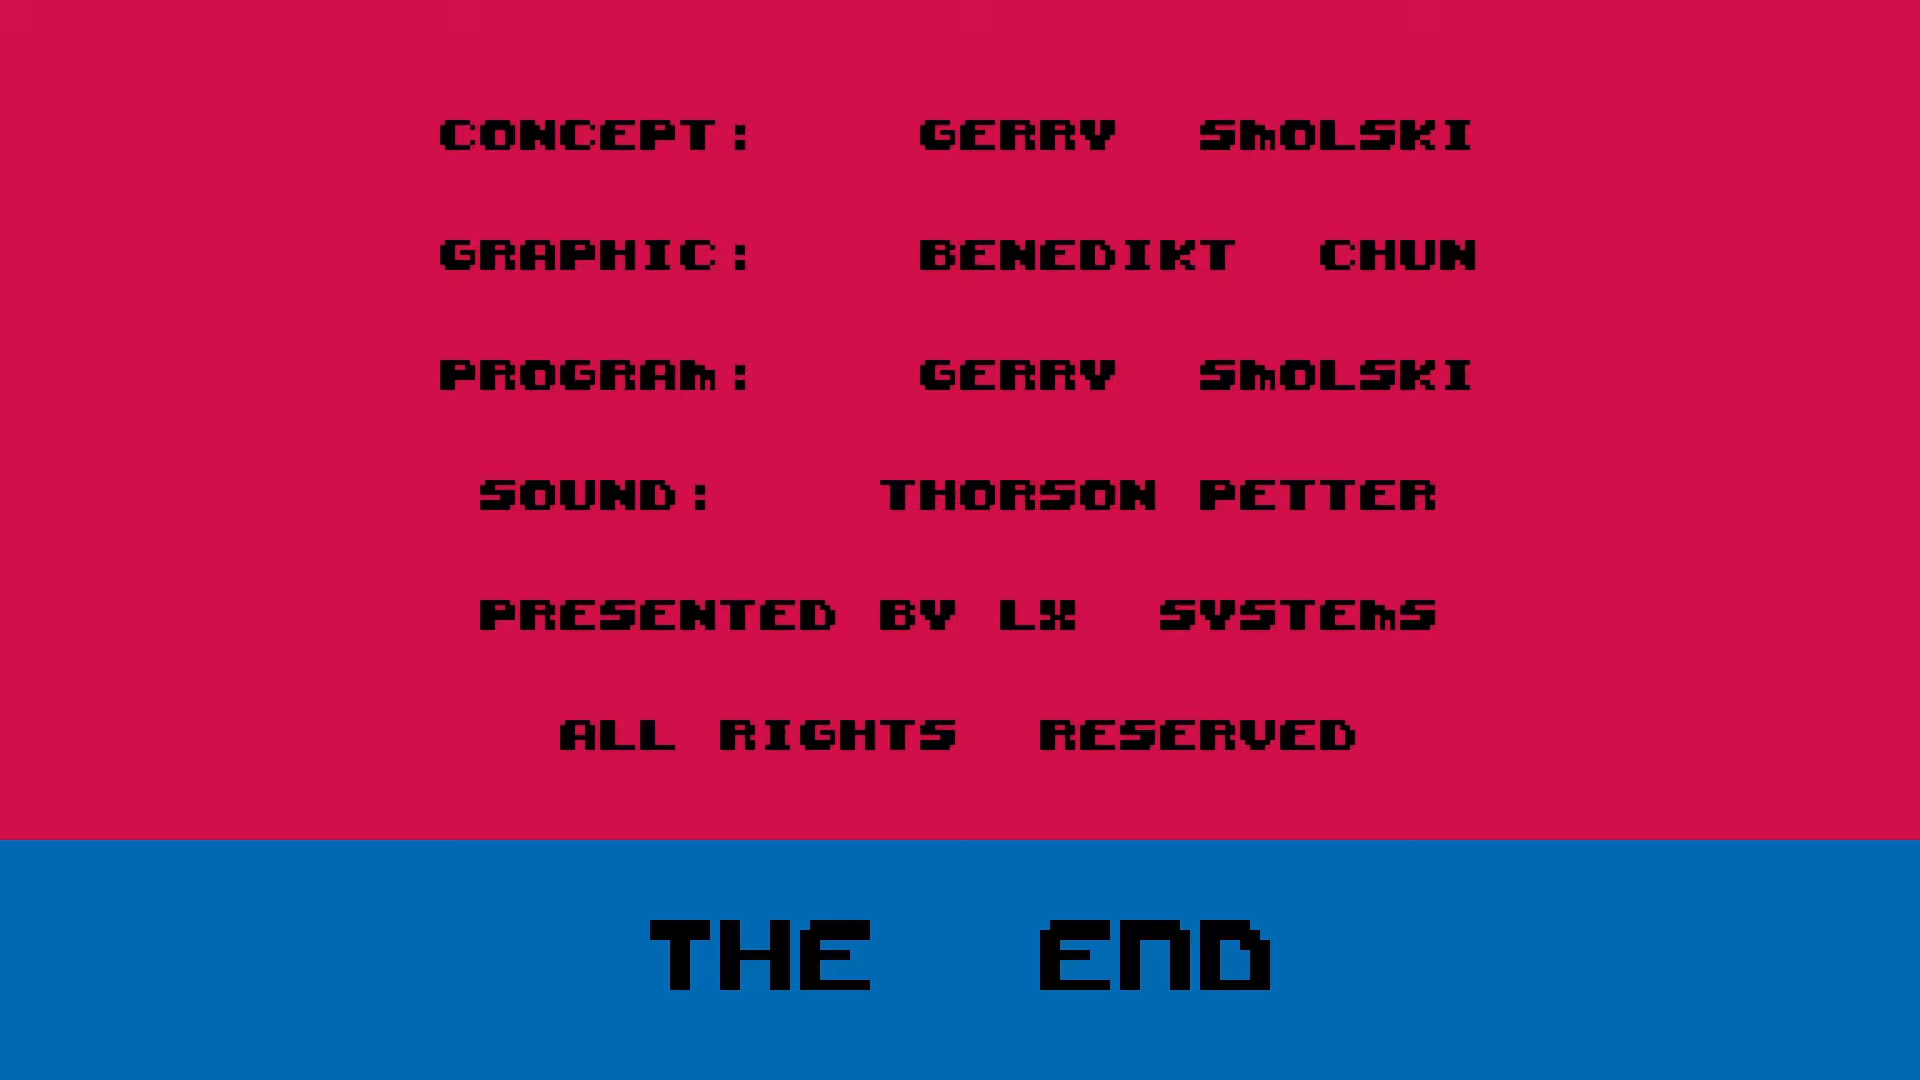 CONCEPT: GERRY SMOLSKI
GRAPHIC: BENEDIKT CHUN
PROGRAM: GERRY SMOLSKI
SOUND: THORSON PETTER
PRESENTED BY LX SYSTEMS
ALL RIGHTS RESERVED
THE END